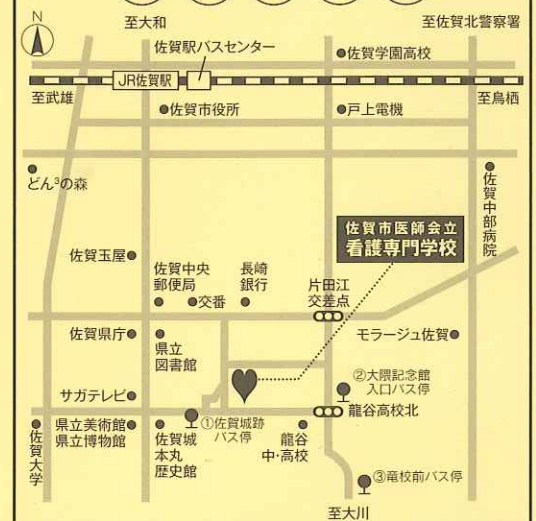 N
至大和
至佐賀北警察署
佐賀駅バスセンター
佐賀学園高校
JR佐賀駅
至武雄
至鳥栖
佐賀市役所
戸上電機
どん³の森
佐賀中部病院
佐賀市医師会立
看護専門学校
佐賀玉屋
佐賀中央
郵便局
交番
長崎
銀行
片田江
交差点
佐賀県庁
県立
図書館
モラージュ佐賀
②大隈記念館
入口バス停
サガテレビ
①佐賀城跡
バス停
龍谷高校北
県立美術館
県立博物館
佐賀大学
佐賀城
本丸
歴史館
龍谷
中・高校
③竜校前バス停
至大川